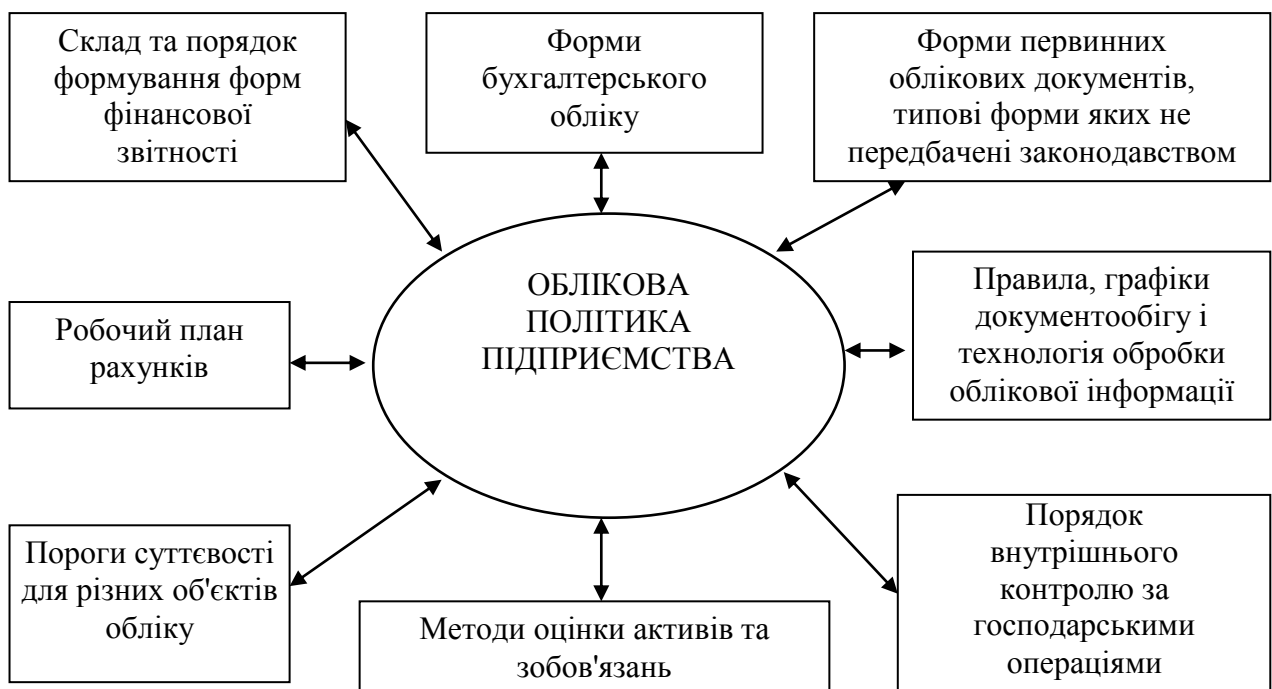 Склад та порядок
формування форм
фінансової
звітності
Форми
бухгалтерського
обліку
Форми первинних
облікових документів,
типові форми яких не
передбачені законодавством
ОБЛІКОВА
ПОЛІТИКА
ПІДПРИЄМСТВА
Робочий план
рахунків
Правила, графіки
документообігу і
технологія обробки
облікової інформації
Пороги суттєвості
для різних об'єктів
обліку
Методи оцінки активів та
зобов'язань
Порядок
внутрішнього
контролю за
господарськими
операціями